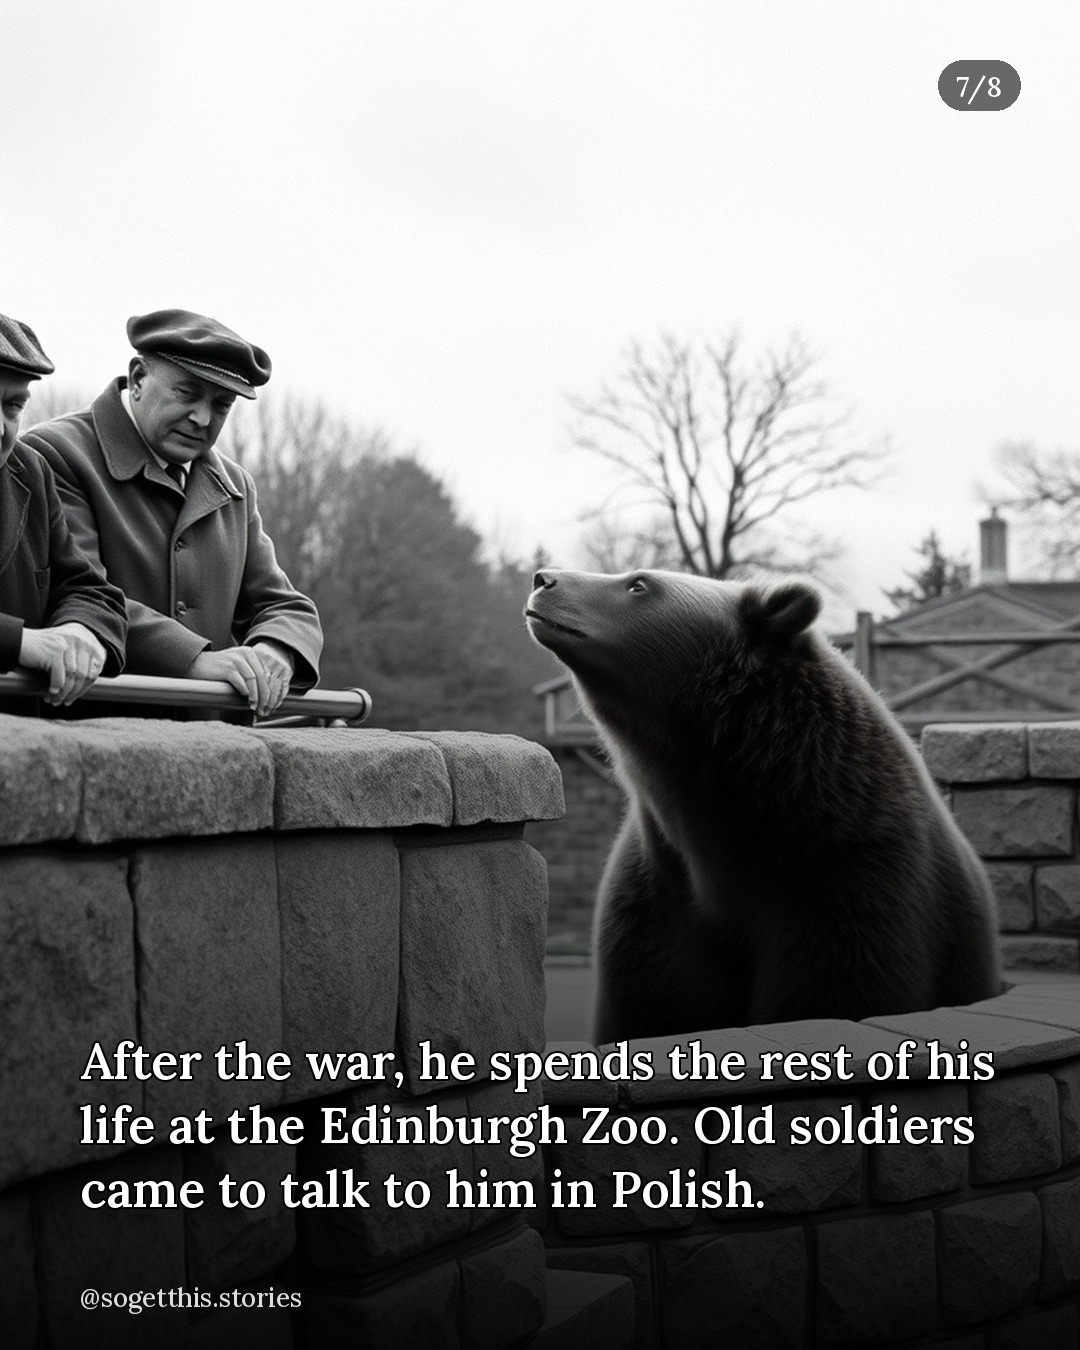 7/8
After the war, he spends the rest of his
life at the Edinburgh Zoo. Old soldiers
came to talk to him in Polish.
@sogetthis.stories